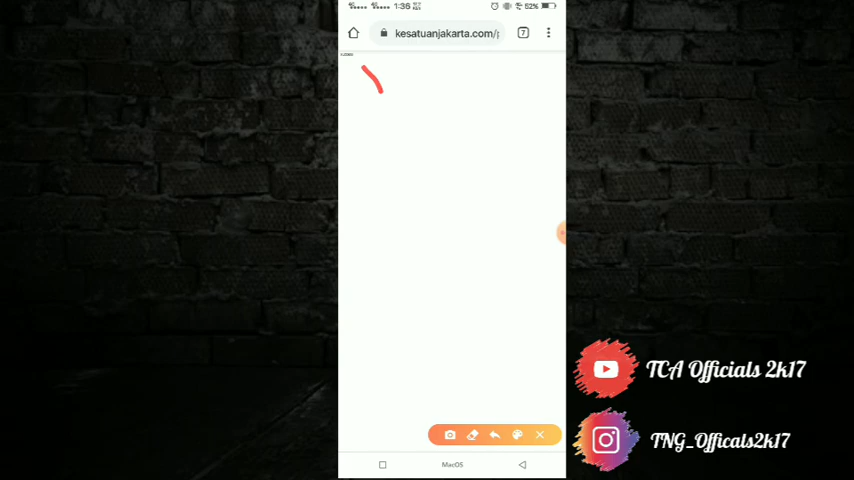 1:36
52%
kesatuanjakarta.com/
7
TCA Officials 2k17
TNG_Officals2k17
MacOS